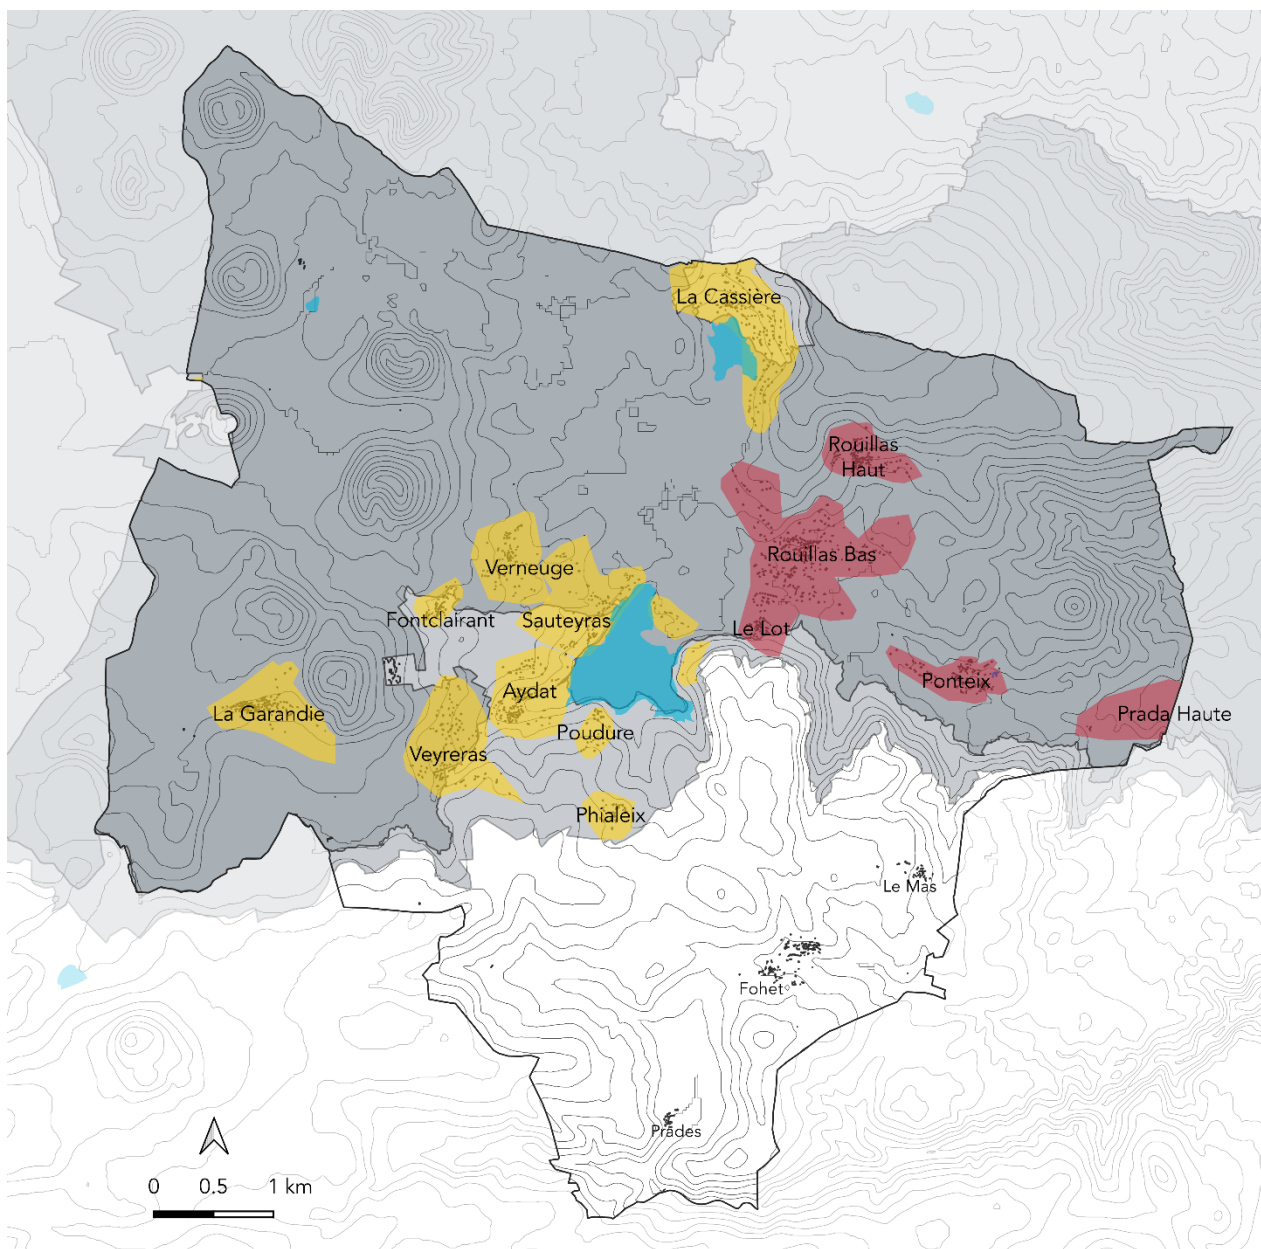 La Cassière
Rouillas
Haut
Rouillas Bas
Verneuge
Fontclairant
Sauteyras
Le Lot
Ponteix
Aydat
La Garandie
Prada Haute
Poudure
Veyreras
Phialeix
Le Mas
Fohet
Prades
0 0.5 1 km